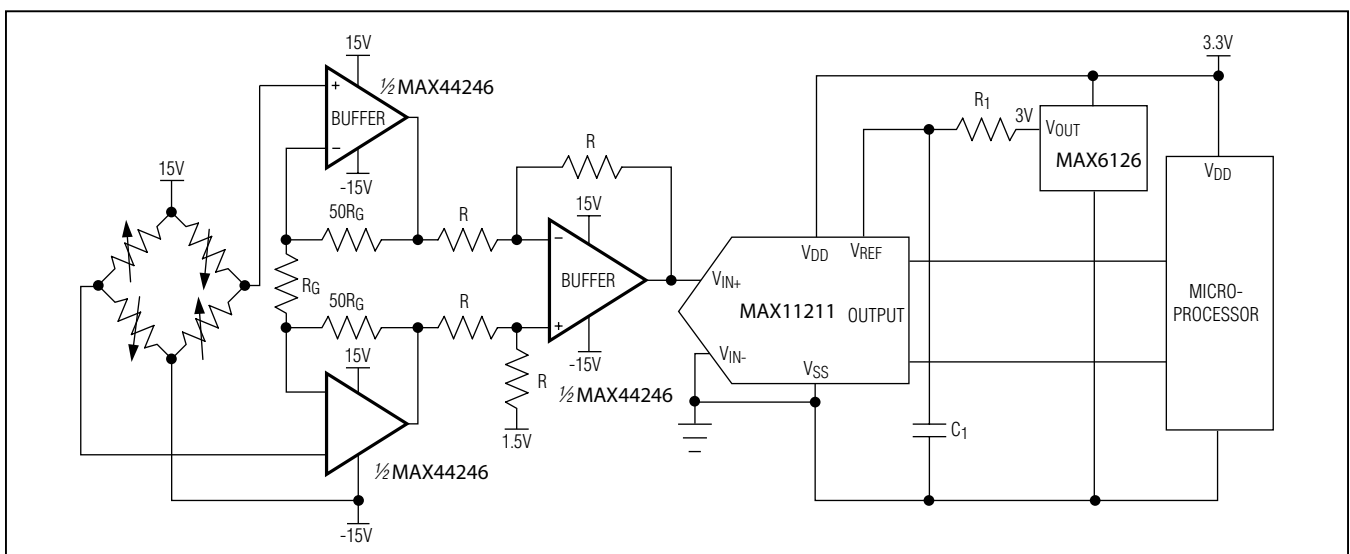 15V
½MAX44246
+
BUFFER
−
-15V
15V
50RG
R
R
15V
−
BUFFER
+
-15V
½MAX44246
RG
50RG
R
R
1.5V
15V
½MAX44246
-15V
3.3V
R1
3V
VOUT
MAX6126
VDD
VDD
VREF
VIN+
MAX11211
OUTPUT
VIN-
VSS
MICRO-
PROCESSOR
C1